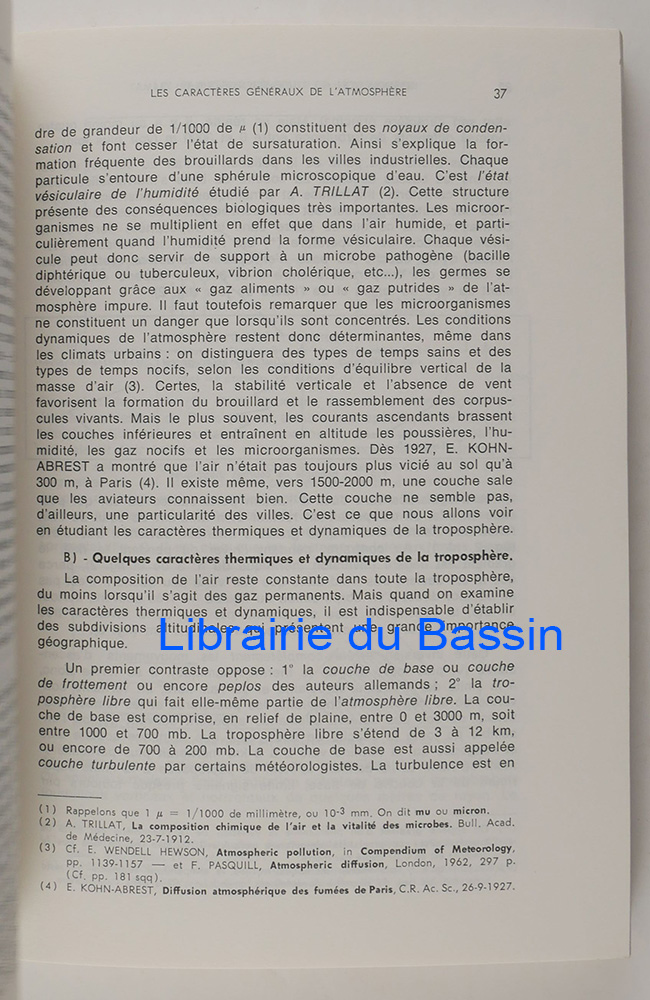 LES CARACTÈRES GÉNÉRAUX DE L'ATMOSPHÈRE 37
dre de grandeur de 1/1000 de µ (1) constituent des noyaux de conden-
sation et font cesser l'état de sursaturation. Ainsi s'explique la for-
mation fréquente des brouillards dans les villes industrielles. Chaque
particule s'entoure d'une sphérule microscopique d'eau. C'est l'état
vésiculaire de l'humidité étudié par A. TRILLAT (2). Cette structure
présente des conséquences biologiques très importantes. Les microor-
ganismes ne se multiplient en effet que dans l'air humide, et parti-
culièrement quand l'humidité prend la forme vésiculaire. Chaque vési-
cule peut donc servir de support à un microbe pathogène (bacille
diphtérique ou tuberculeux, vibrion cholérique, etc...), les germes se
développant grâce aux « gaz aliments » ou « gaz putrides » de l'at-
mosphère impure. Il faut toutefois remarquer que les microorganismes
ne constituent un danger que lorsqu'ils sont concentrés. Les conditions
dynamiques de l'atmosphère restent donc déterminantes, même dans
les climats urbains : on distinguera des types de temps sains et des
types de temps nocifs, selon les conditions d'équilibre vertical de la
masse d'air (3). Certes, la stabilité verticale et l'absence de vent
favorisent la formation du brouillard et le rassemblement des corpus-
cules vivants. Mais le plus souvent, les courants ascendants brassent
les couches inférieures et entraînent en altitude les poussières, l'hu-
midité, les gaz nocifs et les microorganismes. Dès 1927, E. KOHN-
ABREST a montré que l'air n'était pas toujours plus vicié au sol qu'à
300 m, à Paris (4). Il existe même, vers 1500-2000 m, une couche sale
que les aviateurs connaissent bien. Cette couche ne semble pas,
d'ailleurs, une particularité des villes. C'est ce que nous allons voir
en étudiant les caractères thermiques et dynamiques de la troposphère.
B) - Quelques caractères thermiques et dynamiques de la troposphère.
La composition de l'air reste constante dans toute la troposphère,
du moins lorsqu'il s'agit des gaz permanents. Mais quand on examine
les caractères thermiques et dynamiques, il est indispensable d'établir
des subdivisions altitudinales qui présentent une grande importance
géographique.
Librairie du Bassin
Un premier contraste oppose : 1° la couche de base ou couche
de frottement ou encore peplos des auteurs allemands ; 2° la tro-
posphère libre qui fait elle-même partie de l'atmosphère libre. La cou-
che de base est comprise, en relief de plaine, entre 0 et 3000 m, soit
entre 1000 et 700 mb. La troposphère libre s'étend de 3 à 12 km,
ou encore de 700 à 200 mb. La couche de base est aussi appelée
couche turbulente par certains météorologistes. La turbulence est en
(1) Rappelons que 1 µ = 1/1000 de millimètre, ou 10-3 mm. On dit mu ou micron.
(2) A. TRILLAT, La composition chimique de l'air et la vitalité des microbes. Bull. Acad.
de Médecine, 23-7-1912.
(3) Cf. E. WENDELL HEWSON, Atmospheric pollution, in Compendium of Meteorology,
pp. 1139-1157 — et F. PASQUILL, Atmospheric diffusion, London, 1962, 297 p.
(Cf. pp. 181 sqq).
(4) E. KOHN-ABREST, Diffusion atmosphérique des fumées de Paris, C.R. Ac. Sc., 26-9-1927.